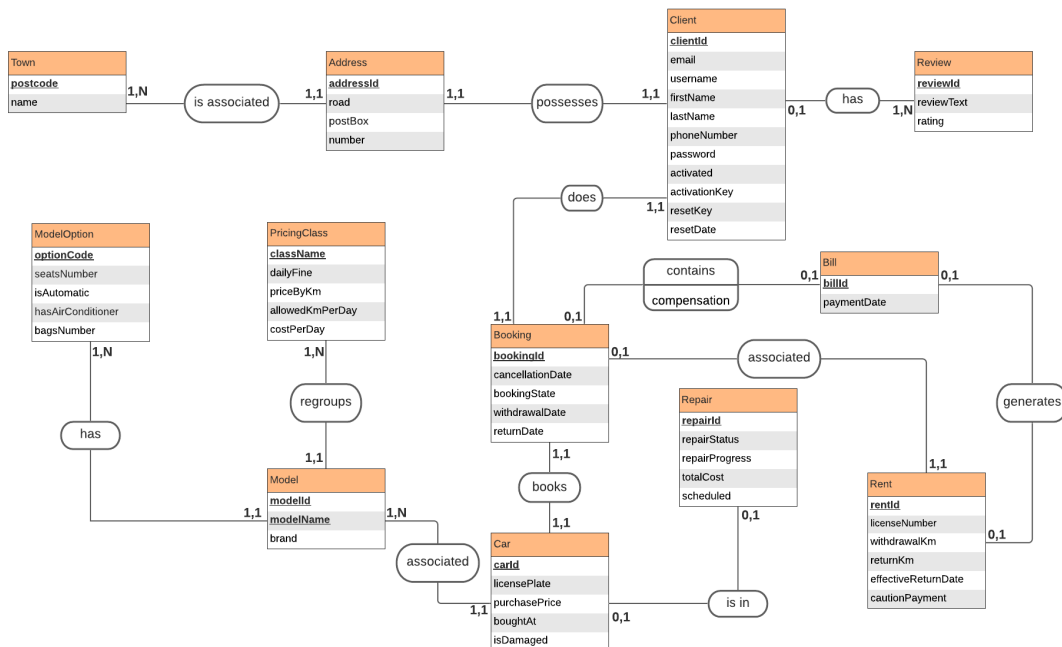 Town
postcode
name
1,N
is associated
1,1
Address
addressId
road
postBox
number
1,1
possesses
1,1
Client
clientId
email
username
firstName
lastName
phoneNumber
password
activated
activationKey
resetKey
resetDate
0,1
has
1,N
Review
reviewId
reviewText
rating
does
1,1
1,1
ModelOption
optionCode
seatsNumber
isAutomatic
hasAirConditioner
bagsNumber
1,N
has
1,1
PricingClass
className
dailyFine
priceByKm
allowedKmPerDay
costPerDay
1,N
regroups
1,1
Model
modelId
modelName
brand
1,N
associated
1,1
contains
compensation
0,1
0,1
Bill
billId
paymentDate
0,1
generates
0,1
Booking
bookingId
cancellationDate
bookingState
withdrawalDate
returnDate
0,1
associated
1,1
1,1
books
1,1
Repair
repairId
repairStatus
repairProgress
totalCost
scheduled
0,1
is in
0,1
Car
carId
licensePlate
purchasePrice
boughtAt
isDamaged
Rent
rentId
licenseNumber
withdrawalKm
returnKm
effectiveReturnDate
cautionPayment